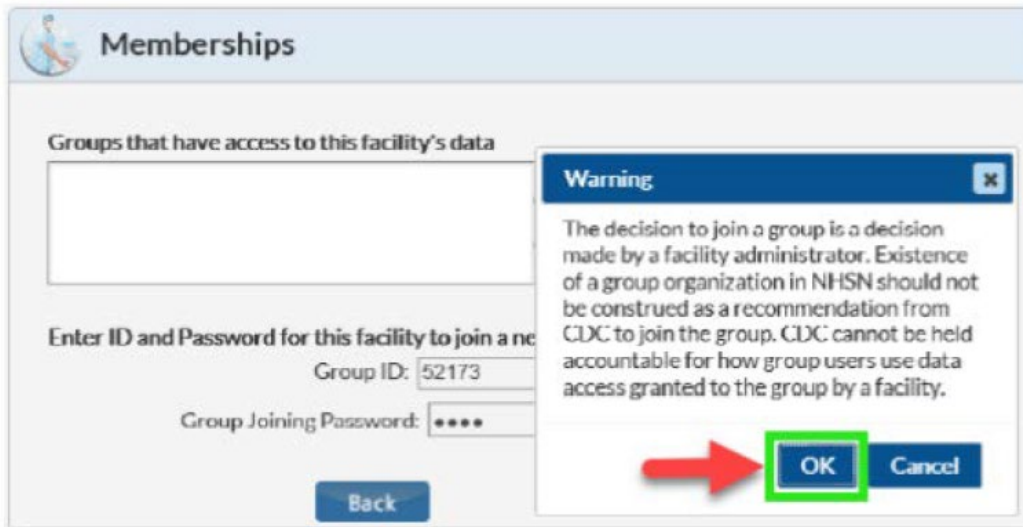 Memberships
Groups that have access to this facility's data
Warning
The decision to join a group is a decision
made by a facility administrator. Existence
of a group organization in NHSN should not
be construed as a recommendation from
CDC to join the group. CDC cannot be held
accountable for how group users use data
access granted to the group by a facility.
Enter ID and Password for this facility to join a ne
Group ID: 52173
Group Joining Password: ••••
OK
Cancel
Back